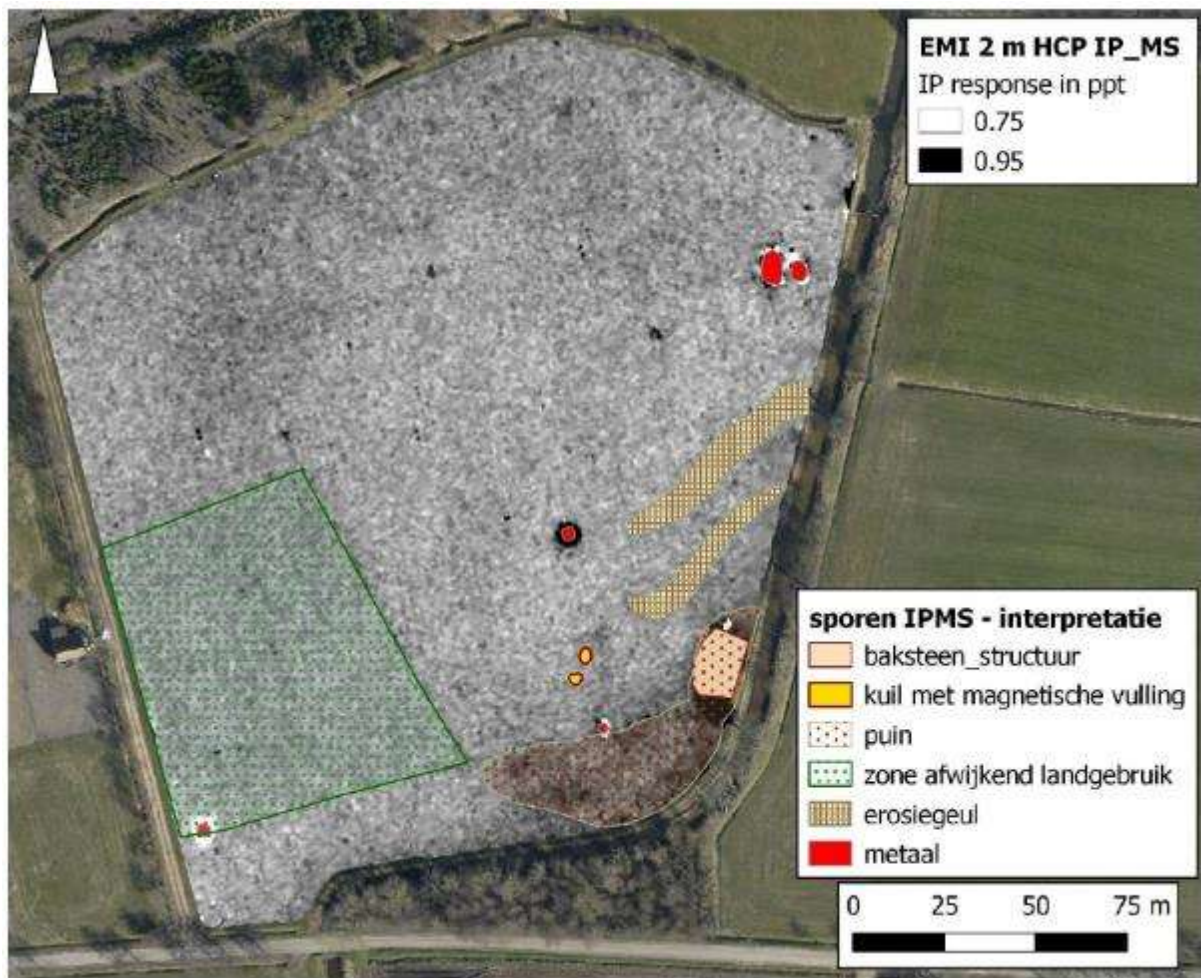 EMI 2 m HCP IP_MS
IP response in ppt
0.75
0.95
sporen IPMS - interpretatie
baksteen_structuur
kuil met magnetische vulling
puin
zone afwijkend landgebruik
erosiegeul
metaal
0 25 50 75 m